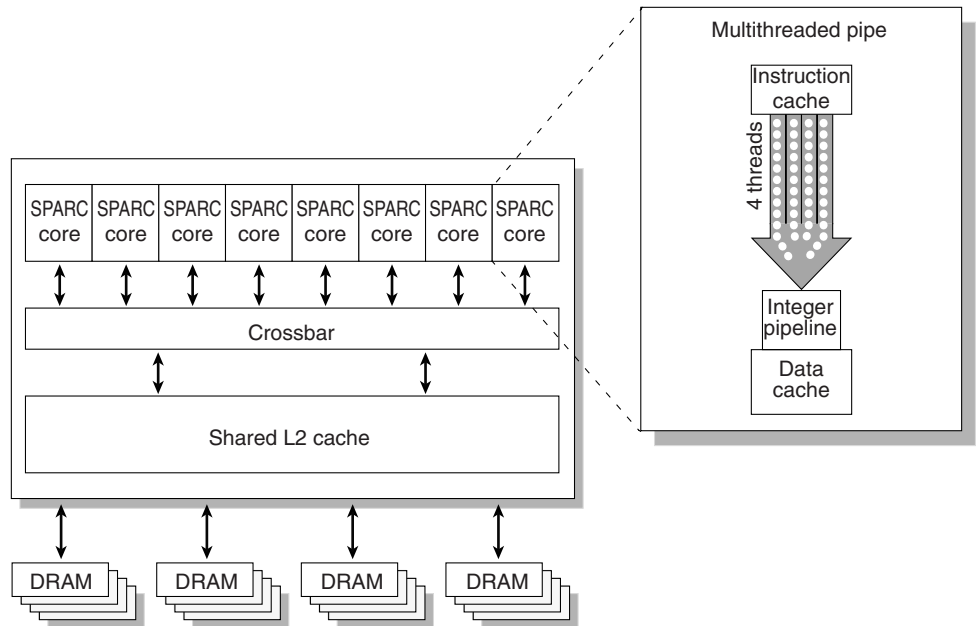 Multithreaded pipe
Instruction
cache
4 threads
Integer
pipeline
Data
cache
SPARC
core
SPARC
core
SPARC
core
SPARC
core
SPARC
core
SPARC
core
SPARC
core
SPARC
core
Crossbar
Shared L2 cache
DRAM
DRAM
DRAM
DRAM